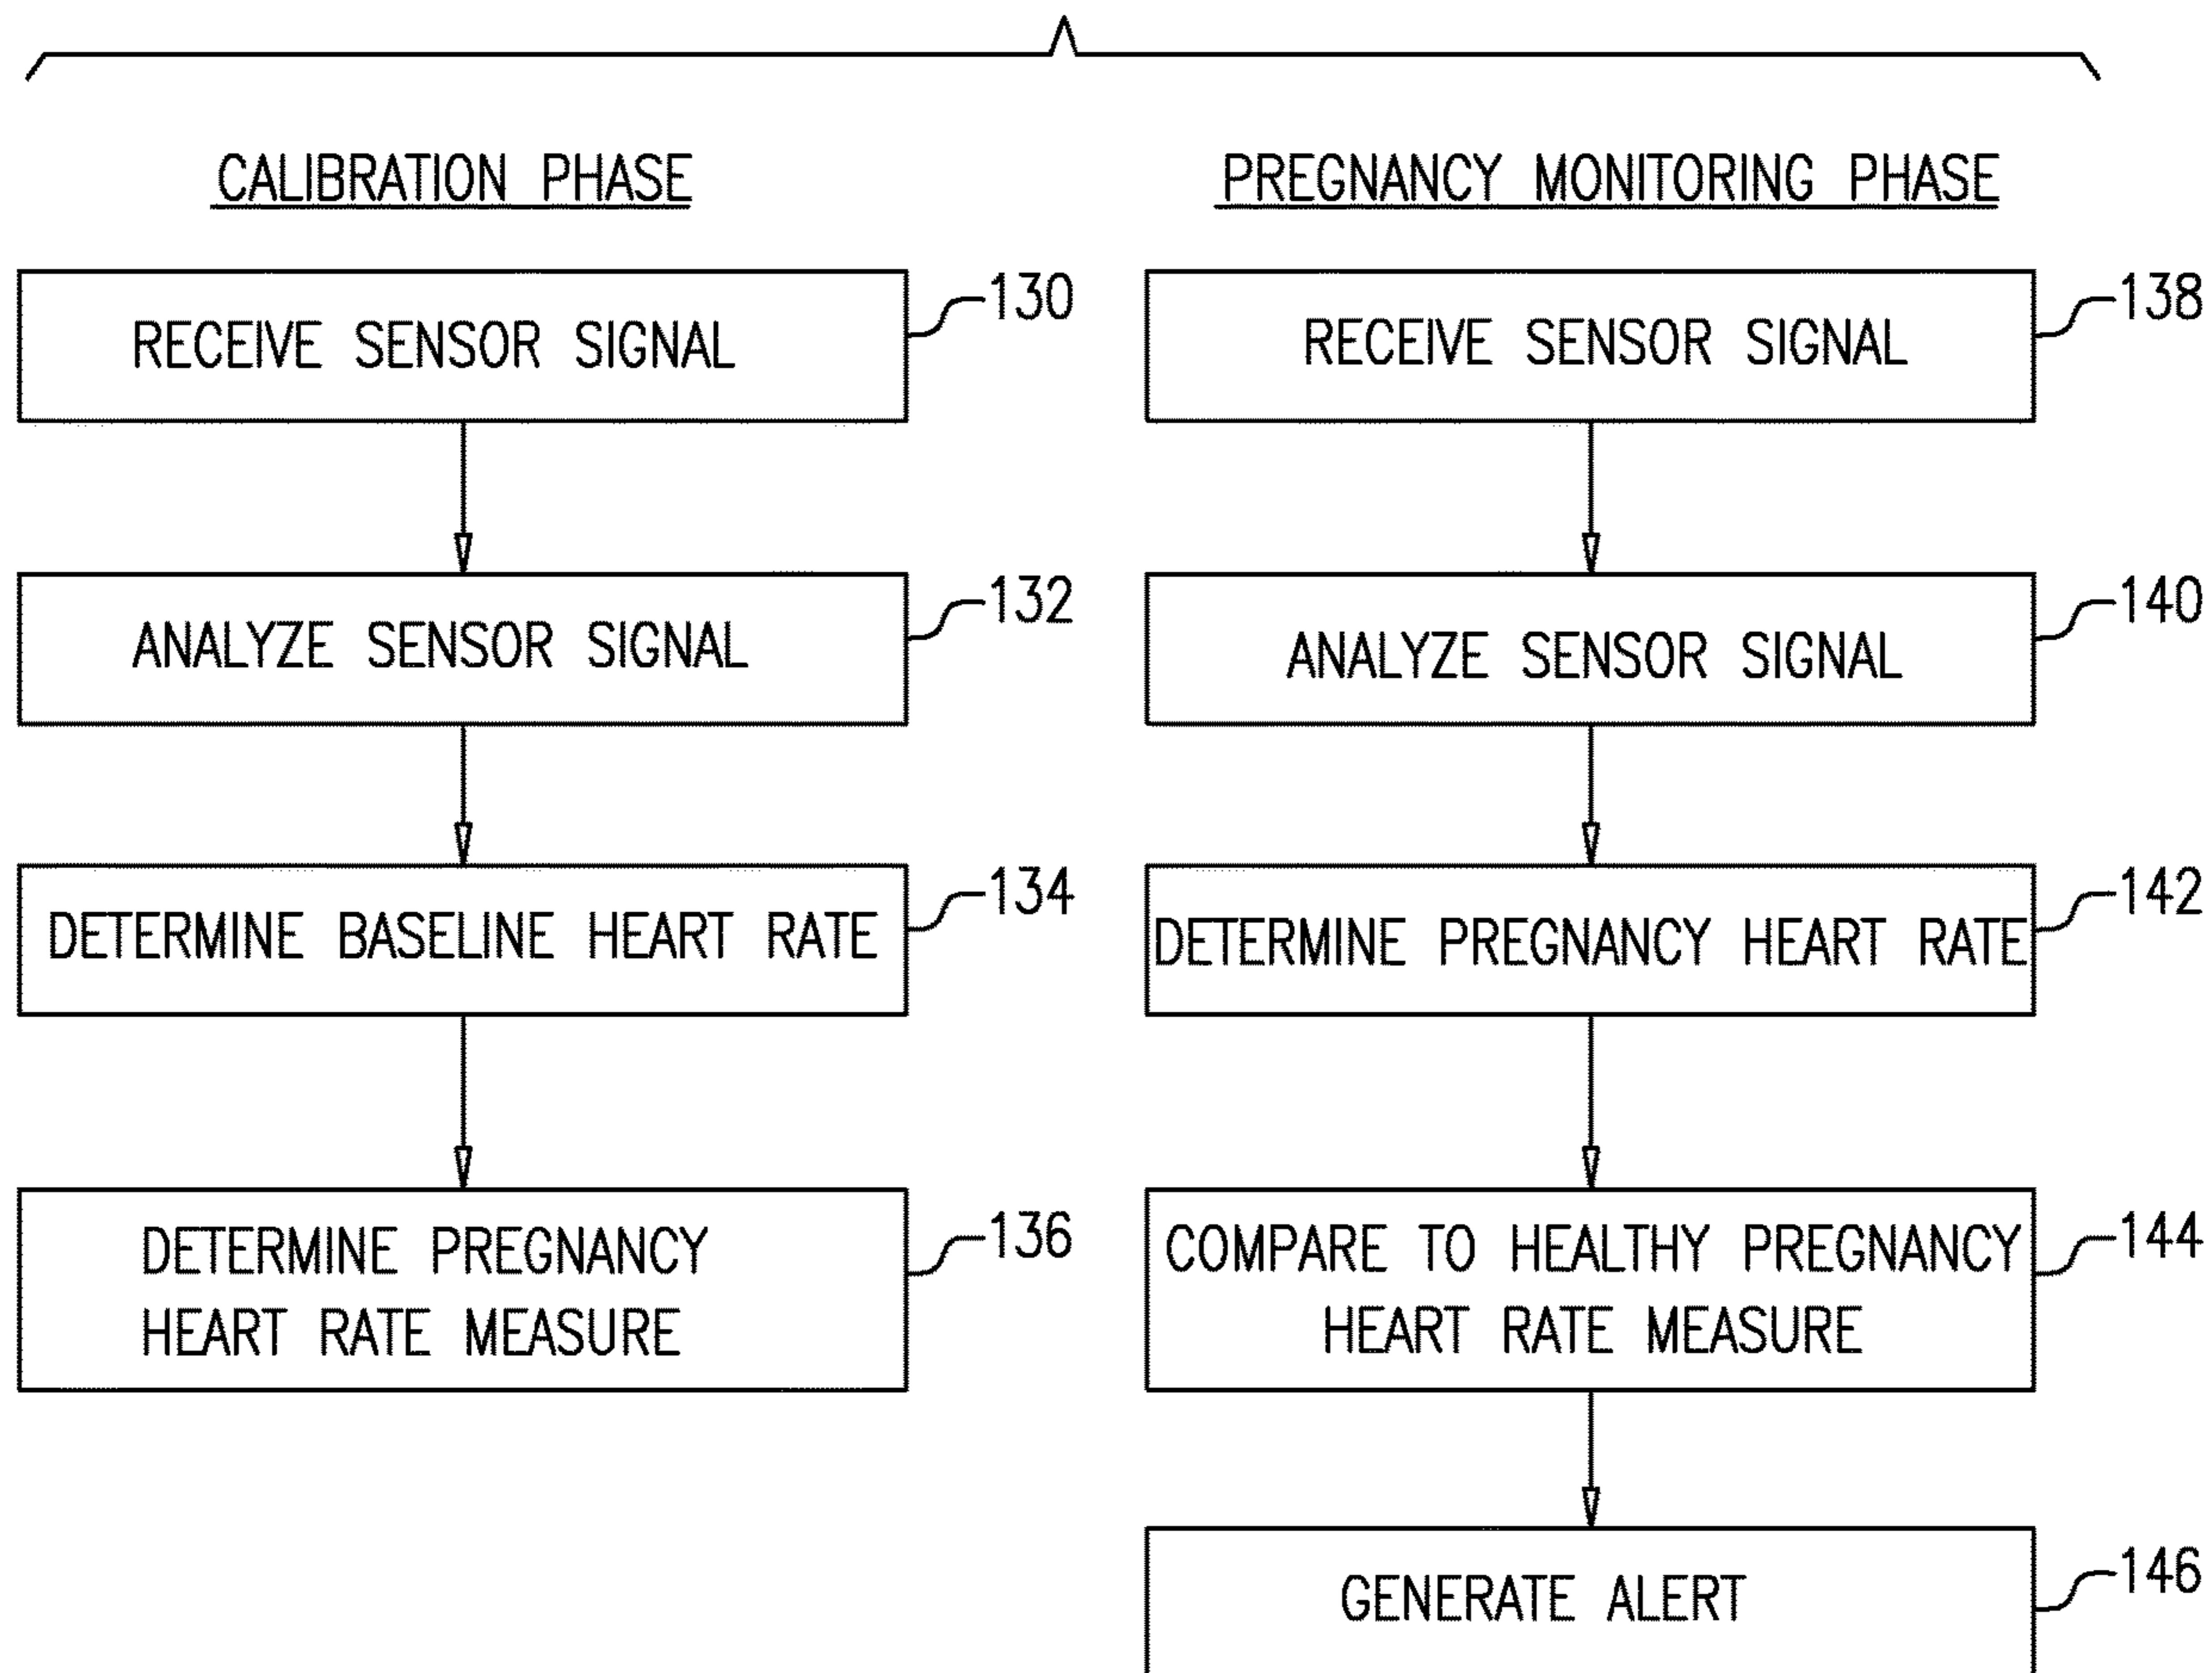 CALIBRATION PHASE
RECEIVE SENSOR SIGNAL
130
ANALYZE SENSOR SIGNAL
132
DETERMINE BASELINE HEART RATE
134
DETERMINE PREGNANCY
HEART RATE MEASURE
136
PREGNANCY MONITORING PHASE
RECEIVE SENSOR SIGNAL
138
ANALYZE SENSOR SIGNAL
140
DETERMINE PREGNANCY HEART RATE
142
COMPARE TO HEALTHY PREGNANCY
HEART RATE MEASURE
144
GENERATE ALERT
146